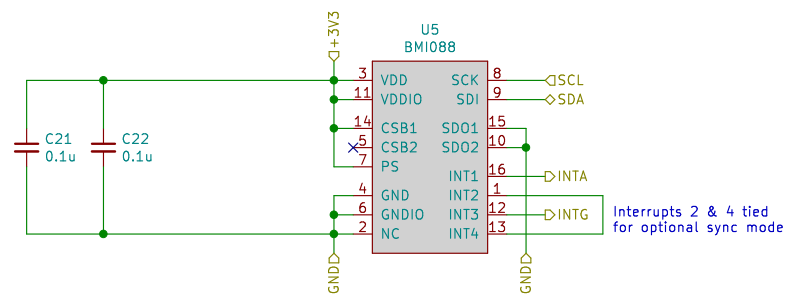 +3V3
U5
BMI088
3 VDD SCK 8 SCL
11 VDDIO SDI 9 SDA
14 CSB1 SDO1 15
5 CSB2 SDO2 10
7 PS
INT1 16 INTA
4 GND INT2 1
6 GNDIO INT3 12 INTG
2 NC INT4 13
C21
0.1u
C22
0.1u
Interrupts 2 & 4 tied
for optional sync mode
GND
GND